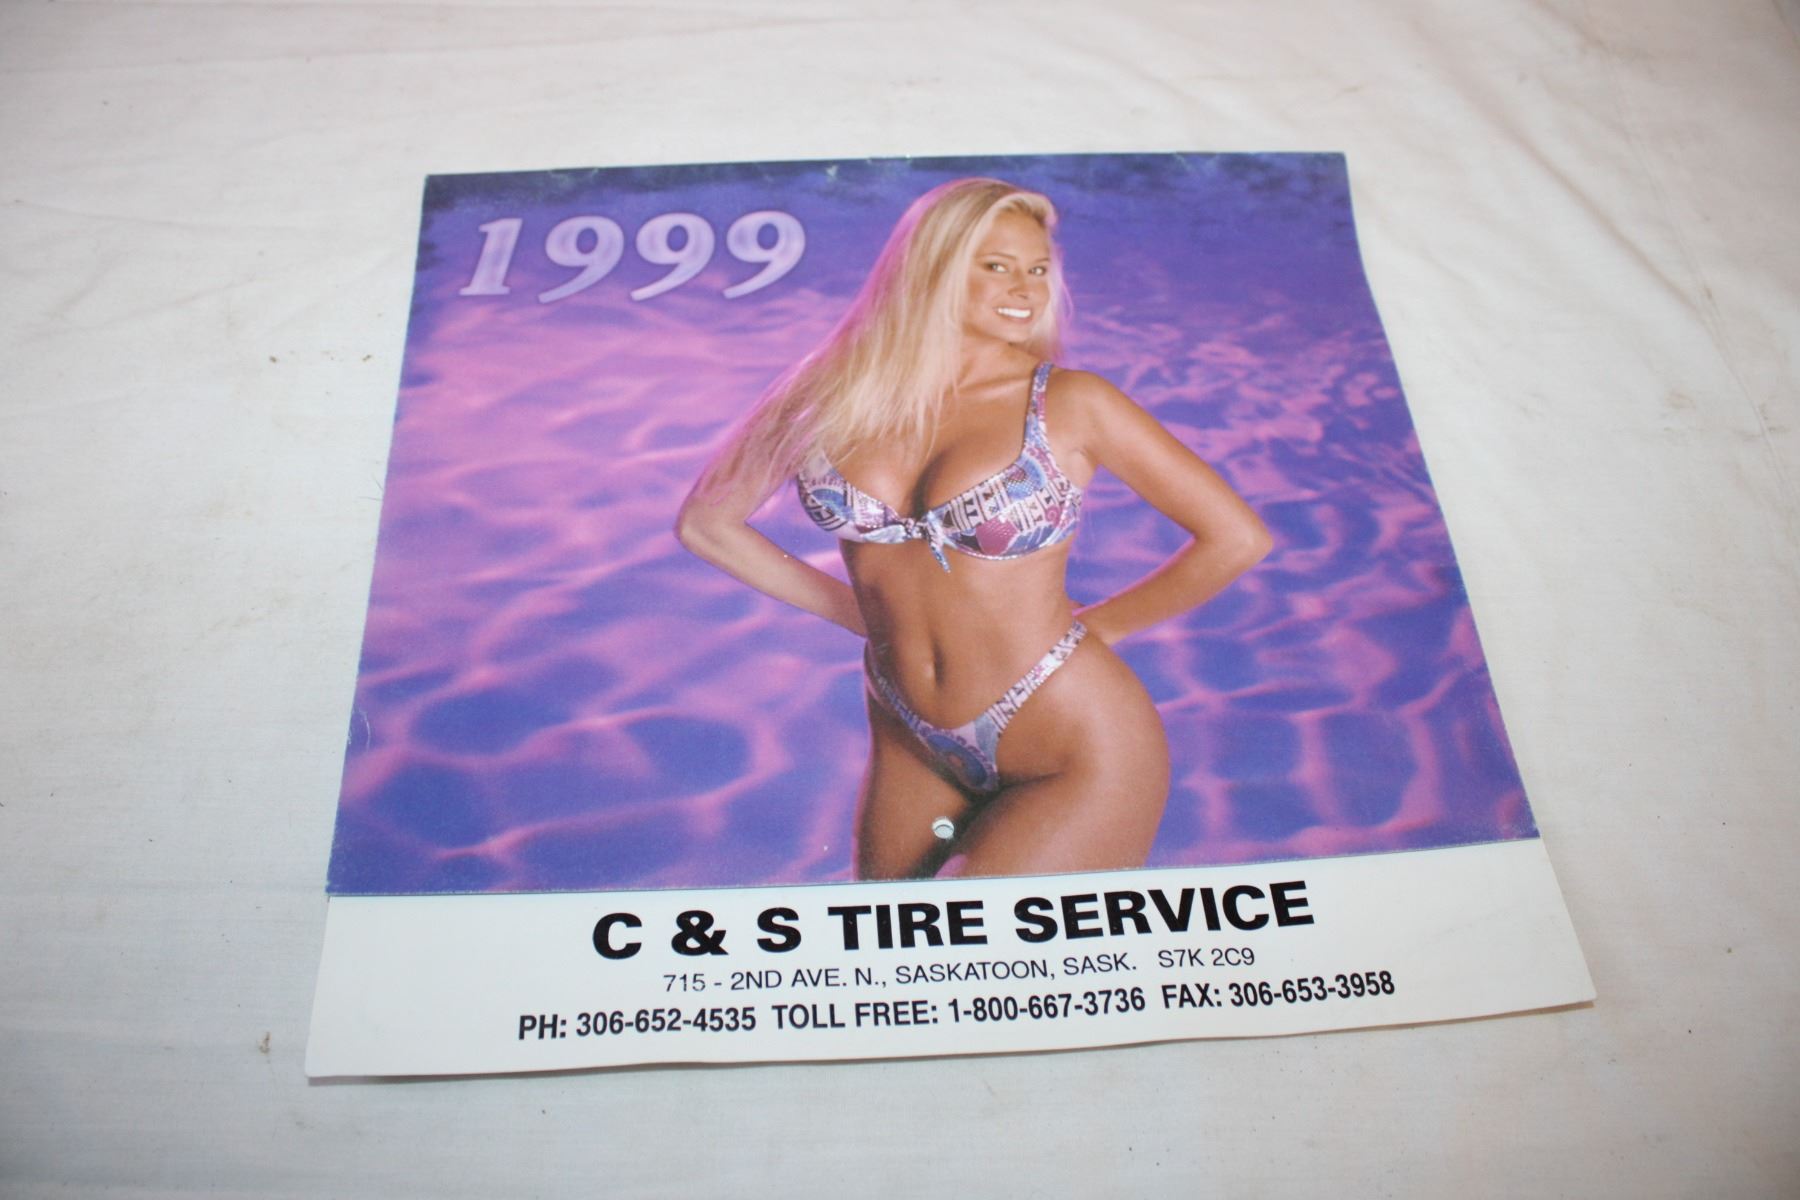 1999
C & S TIRE SERVICE
715 - 2ND AVE. N., SASKATOON, SASK. S7K 2C9
PH: 306-652-4535 TOLL FREE: 1-800-667-3736 FAX: 306-653-3958